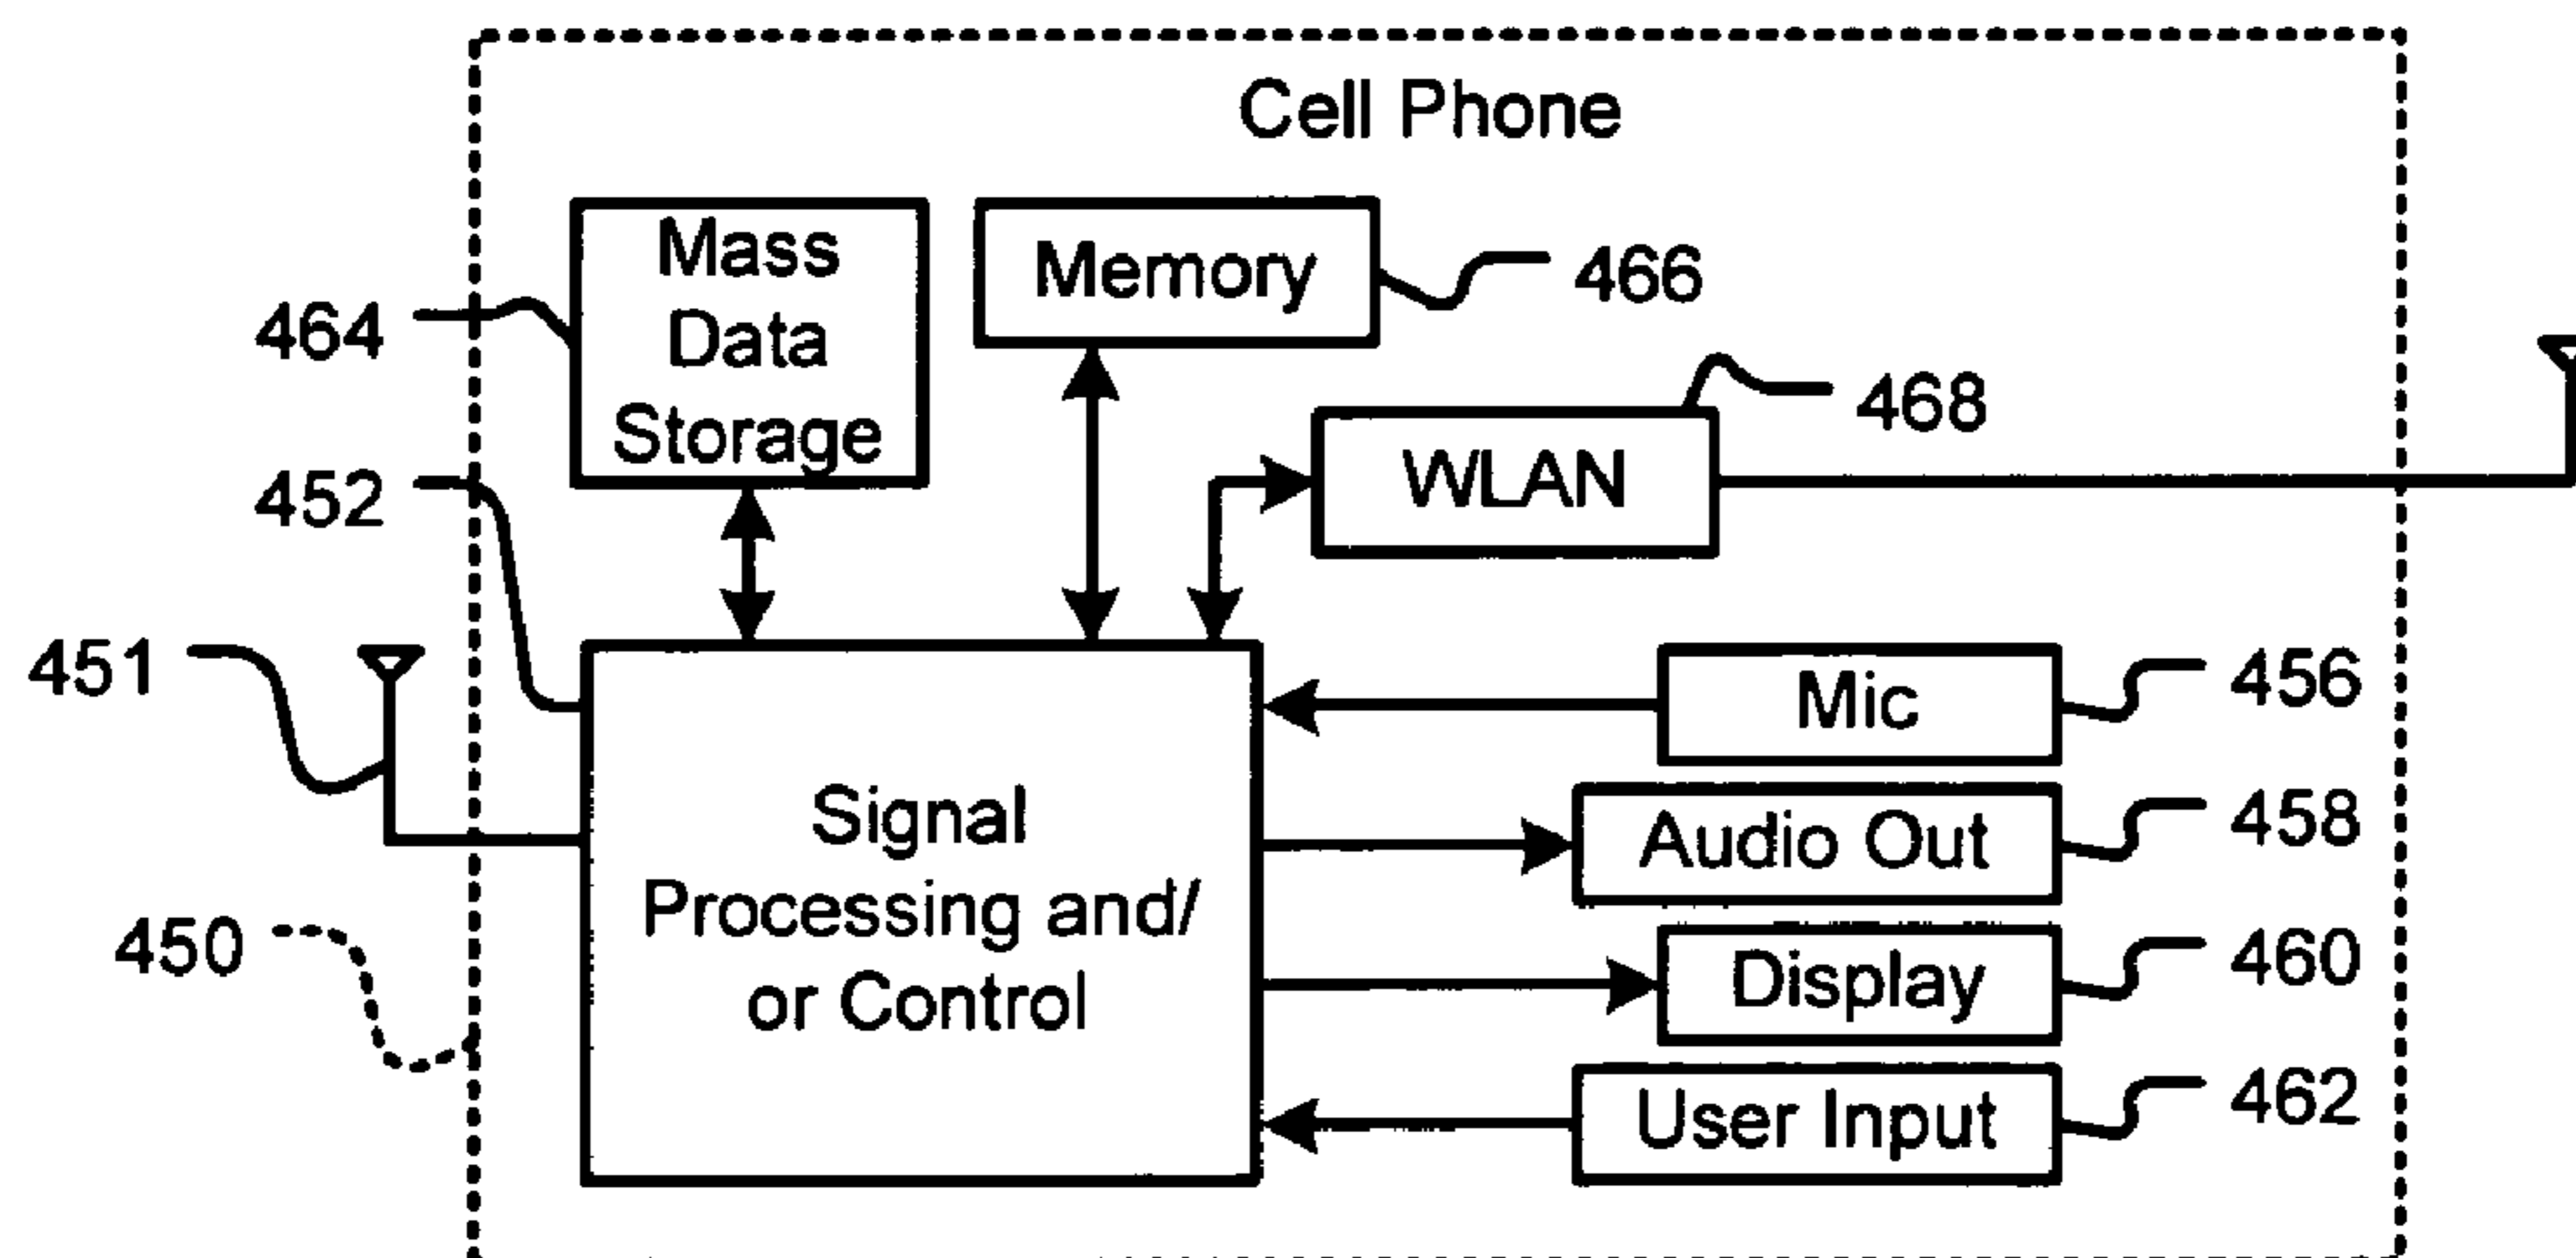 Cell Phone
Mass
Data
Storage
Memory
466
464
468
WLAN
452
451
Mic
456
Signal
Processing and/
or Control
Audio Out
458
450
Display
460
User Input
462